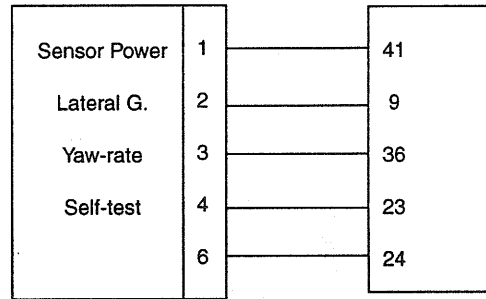 Sensor Power 1 41
Lateral G. 2 9
Yaw-rate 3 36
Self-test 4 23
6 24